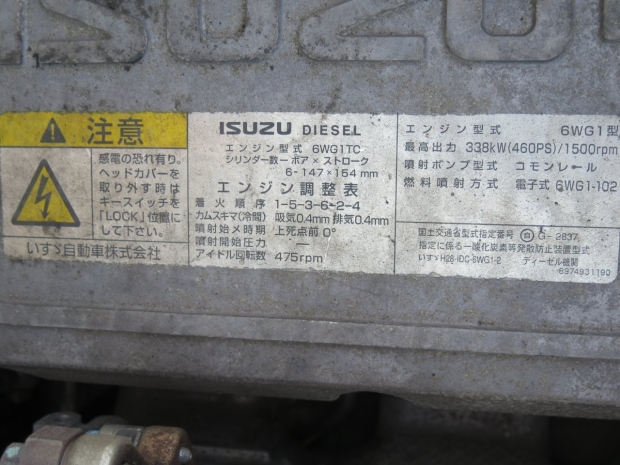 ISUZU
注意
感電の恐れ有り。
ヘッドカバーを
取り外す時は
キースイッチを
「LOCK」位置に
して下さい。
いすゞ自動車株式会社
ISUZU DIESEL
エンジン型式 6WG1TC
シリンダー数-ボア×ストローク
6-147×154mm
エンジン調整表
着火順序 1-5-3-6-2-4
カムスキマ(冷間) 吸気0.4mm 排気0.4mm
噴射始メ時期 上死点前 0°
噴射開始圧力 —
アイドル回転数 475rpm
エンジン型式 6WG1型
最高出力 338kW(460PS)/1500rpm
噴射ポンプ型式 コモンレール
燃料噴射方式 電子式 6WG1-102
国土交通省型式指定番号 G-2837
指定に係る一酸化炭素等発散防止装置型式
いすゞH28-IDC-6WG1-2 ディーゼル機関
8974931190